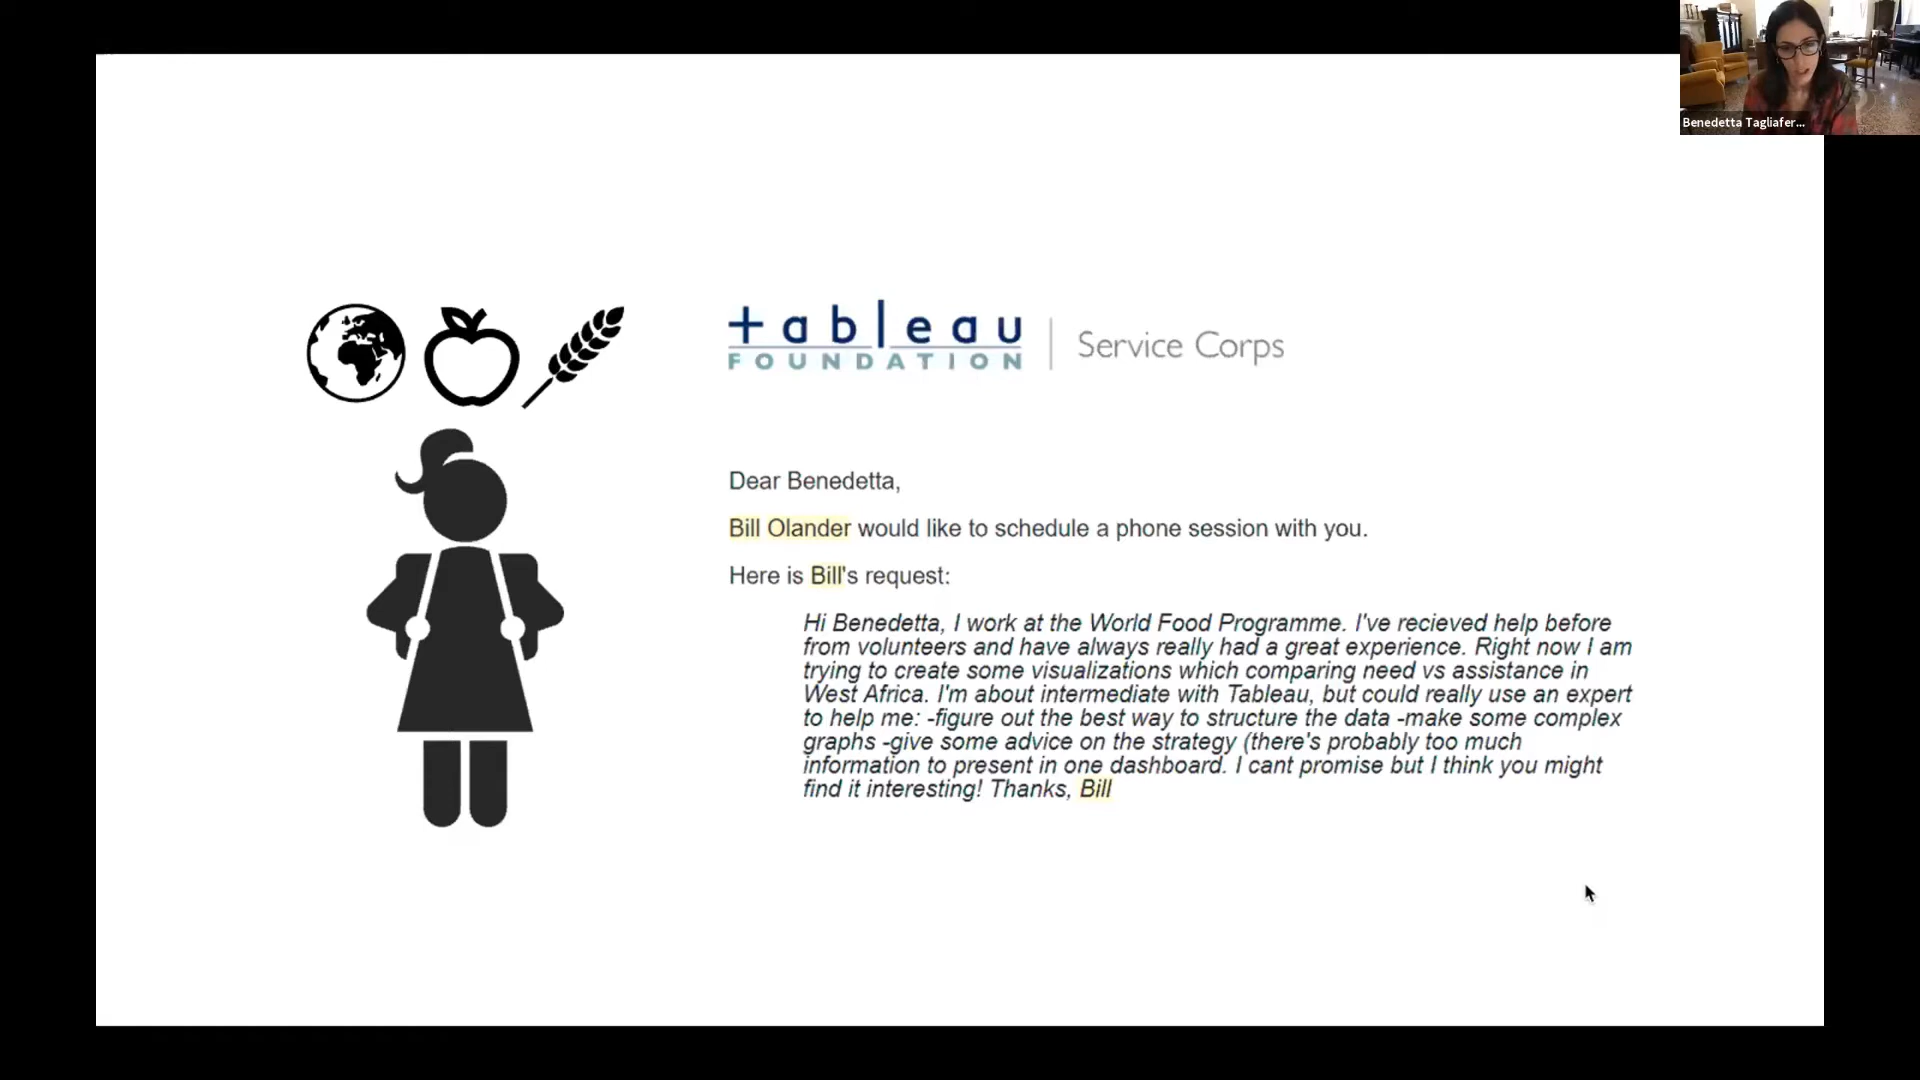 Benedetta Tagliafer...
tableau
FOUNDATION
Service Corps
Dear Benedetta,
Bill Olander would like to schedule a phone session with you.
Here is Bill's request:
Hi Benedetta, I work at the World Food Programme. I've recieved help before
from volunteers and have always really had a great experience. Right now I am
trying to create some visualizations which comparing need vs assistance in
West Africa. I'm about intermediate with Tableau, but could really use an expert
to help me: -figure out the best way to structure the data -make some complex
graphs -give some advice on the strategy (there's probably too much
information to present in one dashboard. I cant promise but I think you might
find it interesting! Thanks, Bill